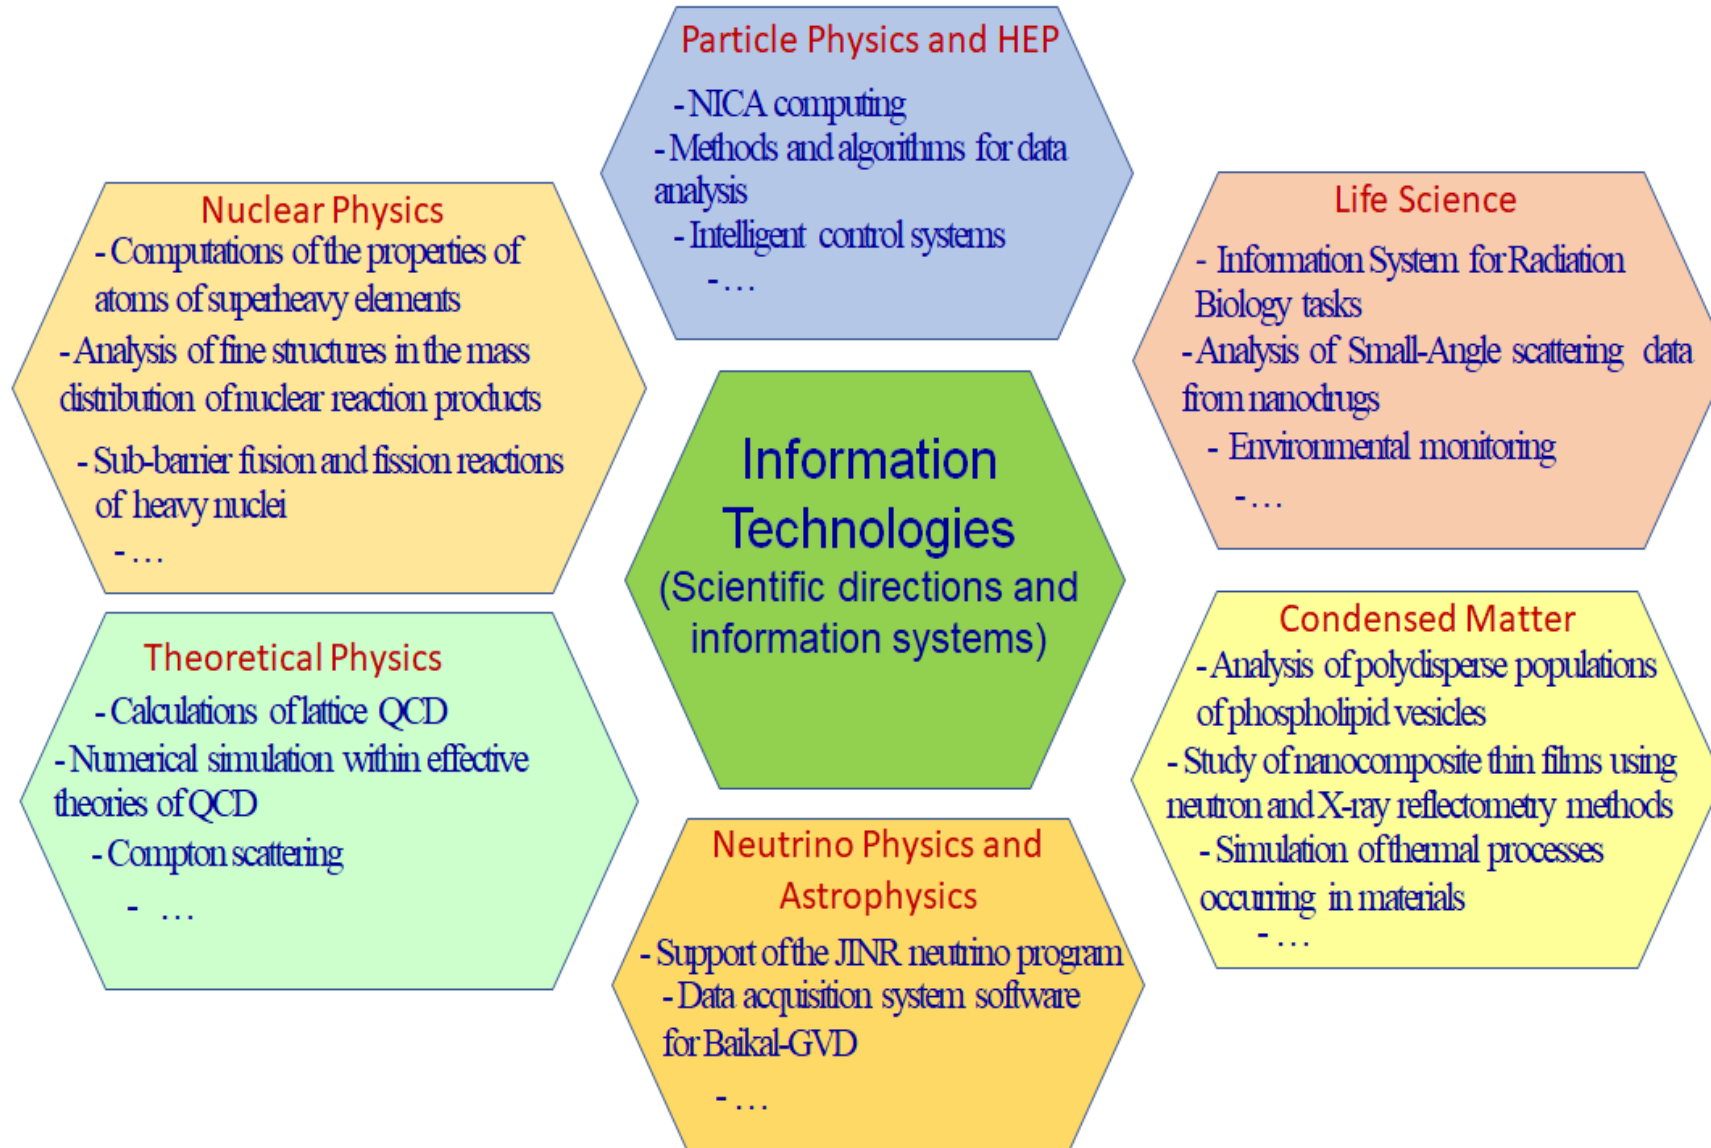 Particle Physics and HEP
- NICA computing
- Methods and algorithms for data
analysis
- Intelligent control systems
- ...
Nuclear Physics
- Computations of the properties of
atoms of superheavy elements
- Analysis of fine structures in the mass
distribution of nuclear reaction products
- Sub-barrier fusion and fission reactions
of heavy nuclei
- ...
Life Science
- Information System for Radiation
Biology tasks
- Analysis of Small-Angle scattering data
from nanodrugs
- Environmental monitoring
- ...
Information
Technologies
(Scientific directions and
information systems)
Theoretical Physics
- Calculations of lattice QCD
- Numerical simulation within effective
theories of QCD
- Compton scattering
- ...
Condensed Matter
- Analysis of polydisperse populations
of phospholipid vesicles
- Study of nanocomposite thin films using
neutron and X-ray reflectometry methods
- Simulation of thermal processes
occurring in materials
- ...
Neutrino Physics and
Astrophysics
- Support of the JINR neutrino program
- Data acquisition system software
for Baikal-GVD
- ...